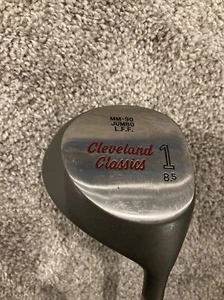 MM-90
JUMBO
L.F.F.
Cleveland
Classics
1
8.5